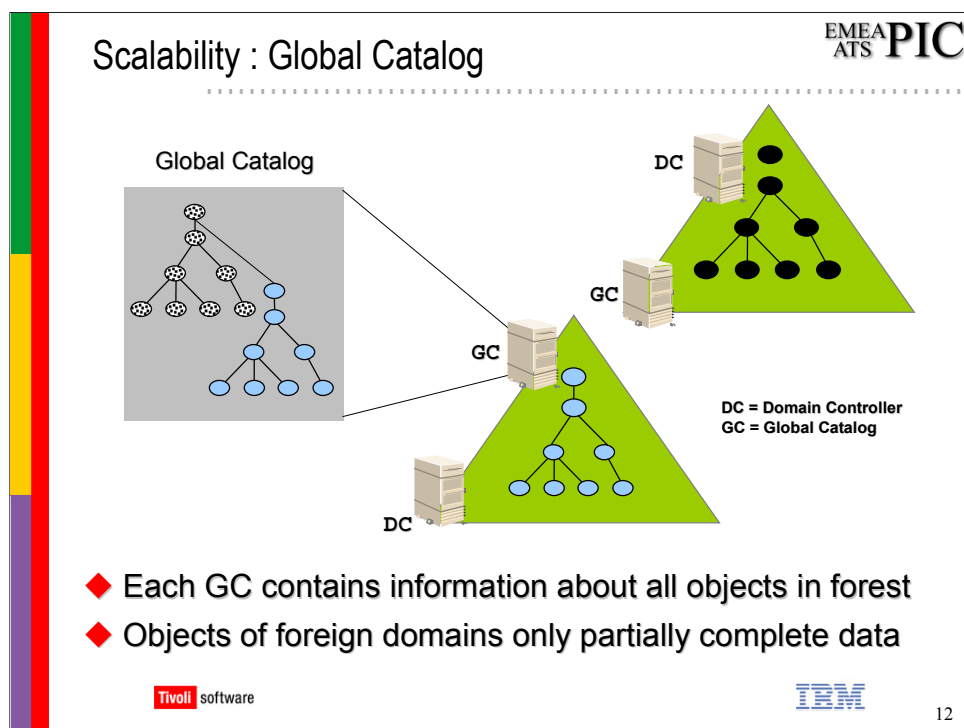 Scalability : Global Catalog
EMEA
ATS PIC
Global Catalog
DC
GC
GC
DC
DC = Domain Controller
GC = Global Catalog
Each GC contains information about all objects in forest
Objects of foreign domains only partially complete data
Tivoli software
IBM
12